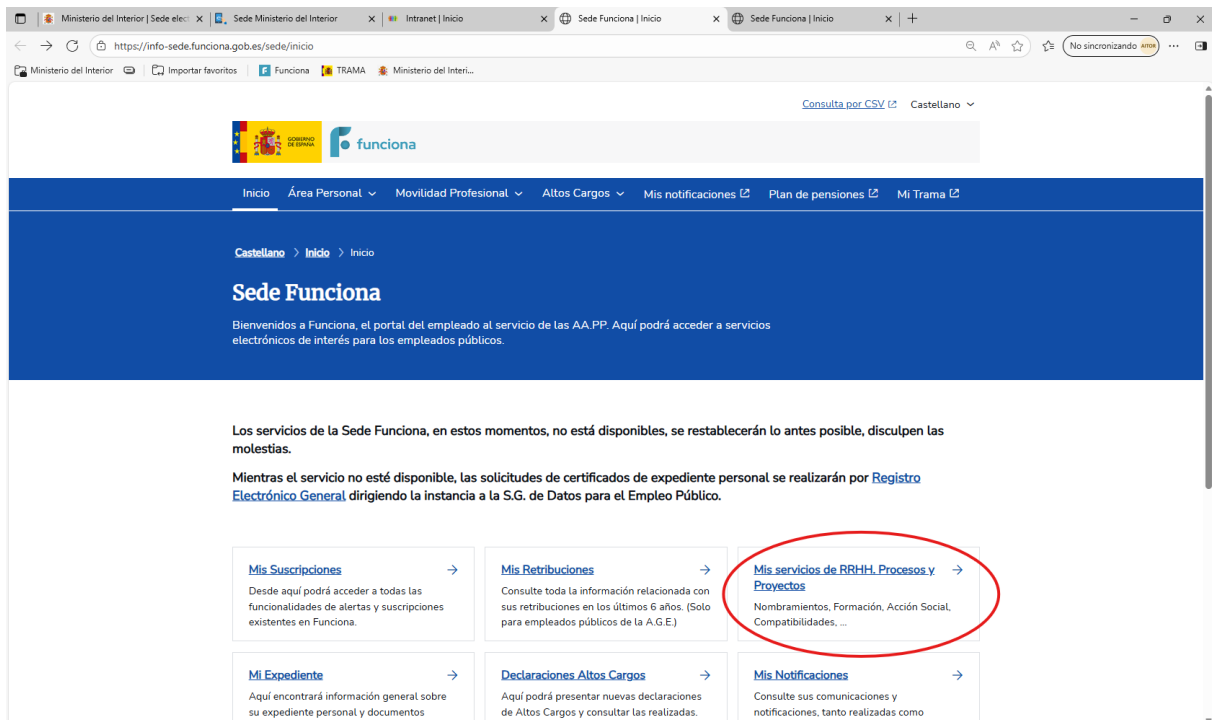 Ministerio del Interior | Sede elec
Sede Ministerio del Interior
Intranet | Inicio
Sede Funciona | Inicio
Sede Funciona | Inicio
https://info-sede.funciona.gob.es/sede/inicio
No sincronizando
AITOR
Ministerio del Interior
Importar favoritos
Funciona
TRAMA
Ministerio del Interi...
Consulta por CSV
Castellano
GOBIERNO
DE ESPAÑA
funciona
Inicio Área Personal Movilidad Profesional Altos Cargos Mis notificaciones Plan de pensiones Mi Trama
Castellano > Inicio > Inicio
Sede Funciona
Bienvenidos a Funciona, el portal del empleado al servicio de las AA.PP. Aquí podrá acceder a servicios
electrónicos de interés para los empleados públicos.
Los servicios de la Sede Funciona, en estos momentos, no está disponibles, se restablecerán lo antes posible, disculpen las
molestias.
Mientras el servicio no esté disponible, las solicitudes de certificados de expediente personal se realizarán por Registro
Electrónico General dirigiendo la instancia a la S.G. de Datos para el Empleo Público.
Mis Suscripciones
Desde aquí podrá acceder a todas las
funcionalidades de alertas y suscripciones
existentes en Funciona.
Mis Retribuciones
Consulte toda la información relacionada con
sus retribuciones en los últimos 6 años. (Solo
para empleados públicos de la A.G.E.)
Mis servicios de RRHH. Procesos y
Proyectos
Nombramientos, Formación, Acción Social,
Compatibilidades, ...
Mi Expediente
Aquí encontrará información general sobre
su expediente personal y documentos
Declaraciones Altos Cargos
Aquí podrá presentar nuevas declaraciones
de Altos Cargos y consultar las realizadas.
Mis Notificaciones
Consulte sus comunicaciones y
notificaciones, tanto realizadas como